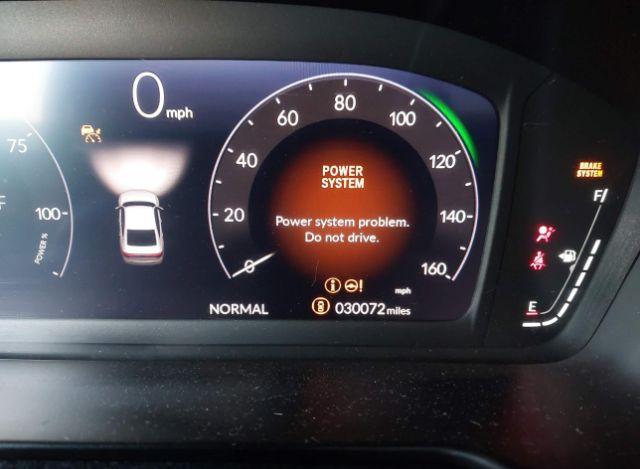 0 mph
75
F
100
POWER %
0
20
40
60
80
100
120
140
160
POWER
SYSTEM
Power system problem.
Do not drive.
mph
NORMAL
030072 miles
BRAKE
SYSTEM
F
E